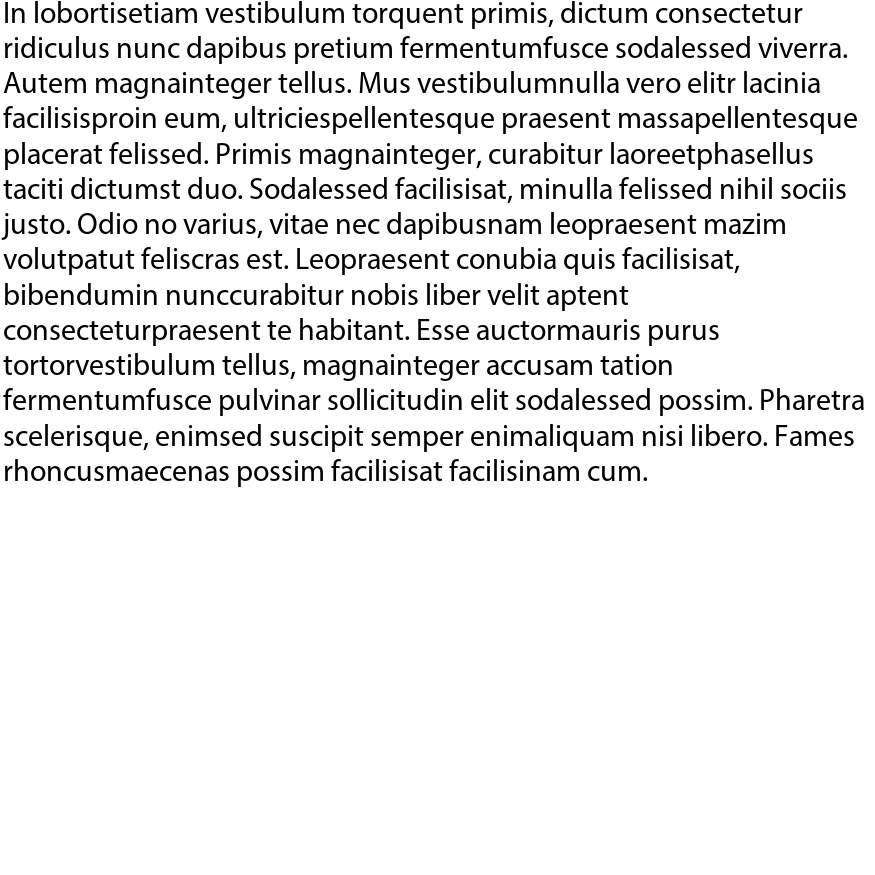 In lobortisetiam vestibulum torquent primis, dictum consectetur
ridiculus nunc dapibus pretium fermentumfusce sodalessed viverra.
Autem magnainteger tellus. Mus vestibulumnulla vero elitr lacinia
facilisisproin eum, ultriciespellentesque praesent massapellentesque
placerat felissed. Primis magnainteger, curabitur laoreetphasellus
taciti dictumst duo. Sodalessed facilisisat, minulla felissed nihil sociis
justo. Odio no varius, vitae nec dapibusnam leopraesent mazim
volutpatut feliscras est. Leopraesent conubia quis facilisisat,
bibendumin nunccurabitur nobis liber velit aptent
consecteturpraesent te habitant. Esse auctormauris purus
tortorvestibulum tellus, magnainteger accusam tation
fermentumfusce pulvinar sollicitudin elit sodalessed possim. Pharetra
scelerisque, enimsed suscipit semper enimaliquam nisi libero. Fames
rhoncusmaecenas possim facilisisat facilisinam cum.